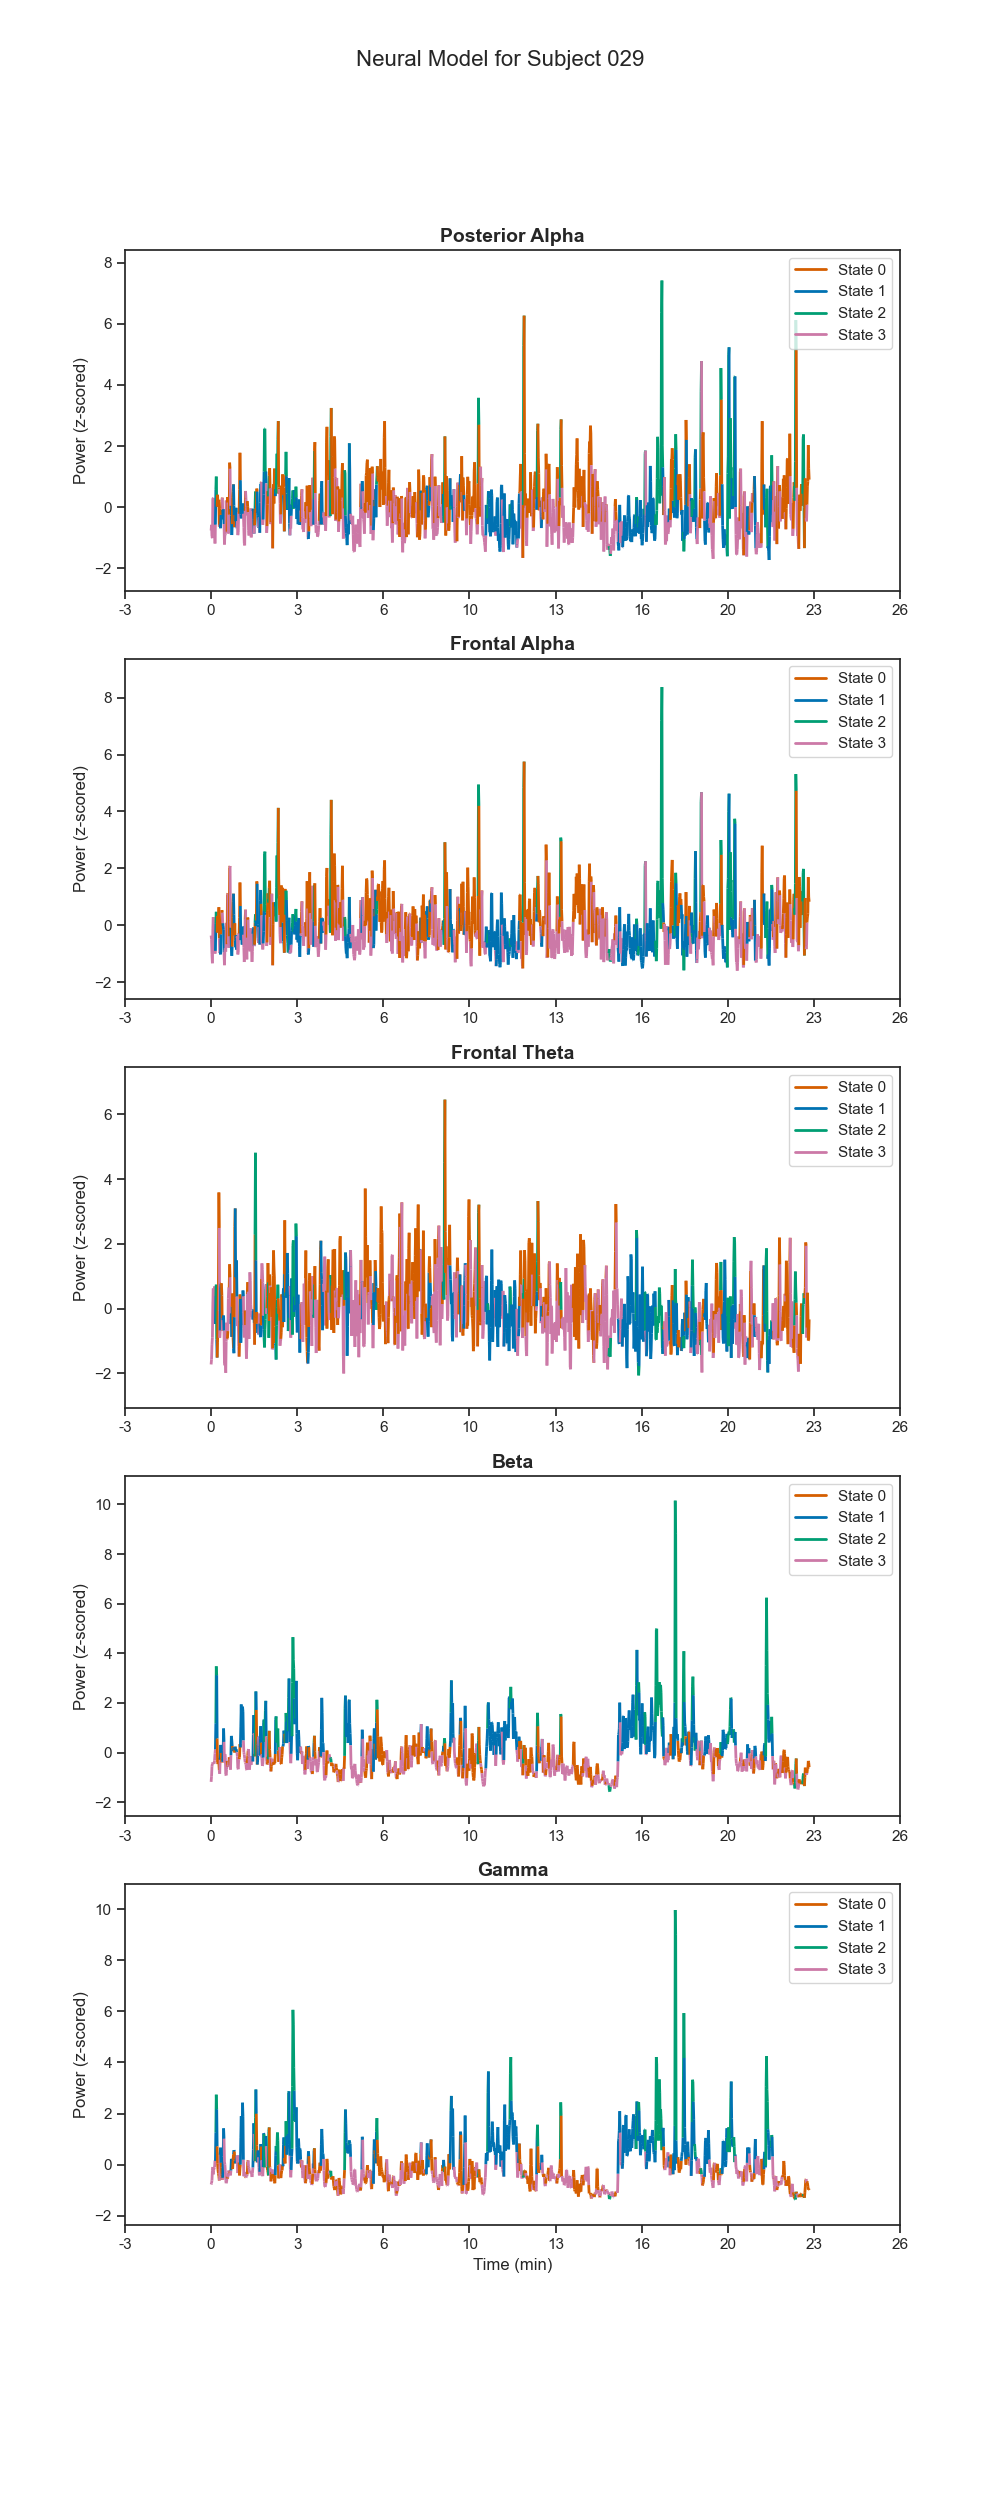 Neural Model for Subject 029
Posterior Alpha
Power (z-scored)
8
6
4
2
0
−2
-3 0 3 6 10 13 16 20 23 26
State 0
State 1
State 2
State 3
Frontal Alpha
Power (z-scored)
8
6
4
2
0
−2
-3 0 3 6 10 13 16 20 23 26
State 0
State 1
State 2
State 3
Frontal Theta
Power (z-scored)
6
4
2
0
−2
-3 0 3 6 10 13 16 20 23 26
State 0
State 1
State 2
State 3
Beta
Power (z-scored)
10
8
6
4
2
0
−2
-3 0 3 6 10 13 16 20 23 26
State 0
State 1
State 2
State 3
Gamma
Power (z-scored)
10
8
6
4
2
0
−2
-3 0 3 6 10 13 16 20 23 26
State 0
State 1
State 2
State 3
Time (min)